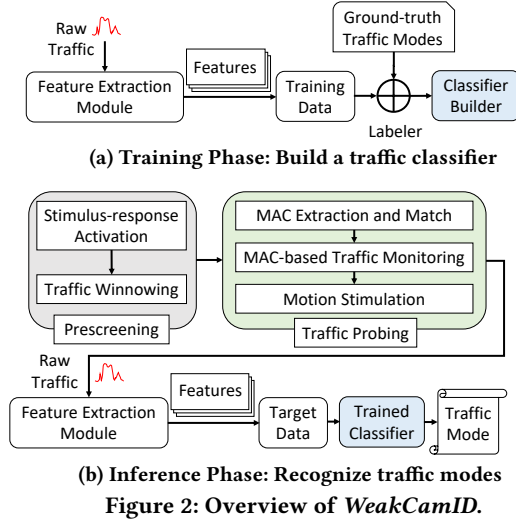 Raw
Traffic
Feature Extraction
Module
Features
Training
Data
Ground-truth
Traffic Modes
Labeler
Classifier
Builder
(a) Training Phase: Build a traffic classifier
Stimulus-response
Activation
Traffic Winnowing
Prescreening
MAC Extraction and Match
MAC-based Traffic Monitoring
Motion Stimulation
Traffic Probing
Raw
Traffic
Feature Extraction
Module
Features
Target
Data
Trained
Classifier
Traffic
Mode
(b) Inference Phase: Recognize traffic modes
Figure 2: Overview of WeakCamID.